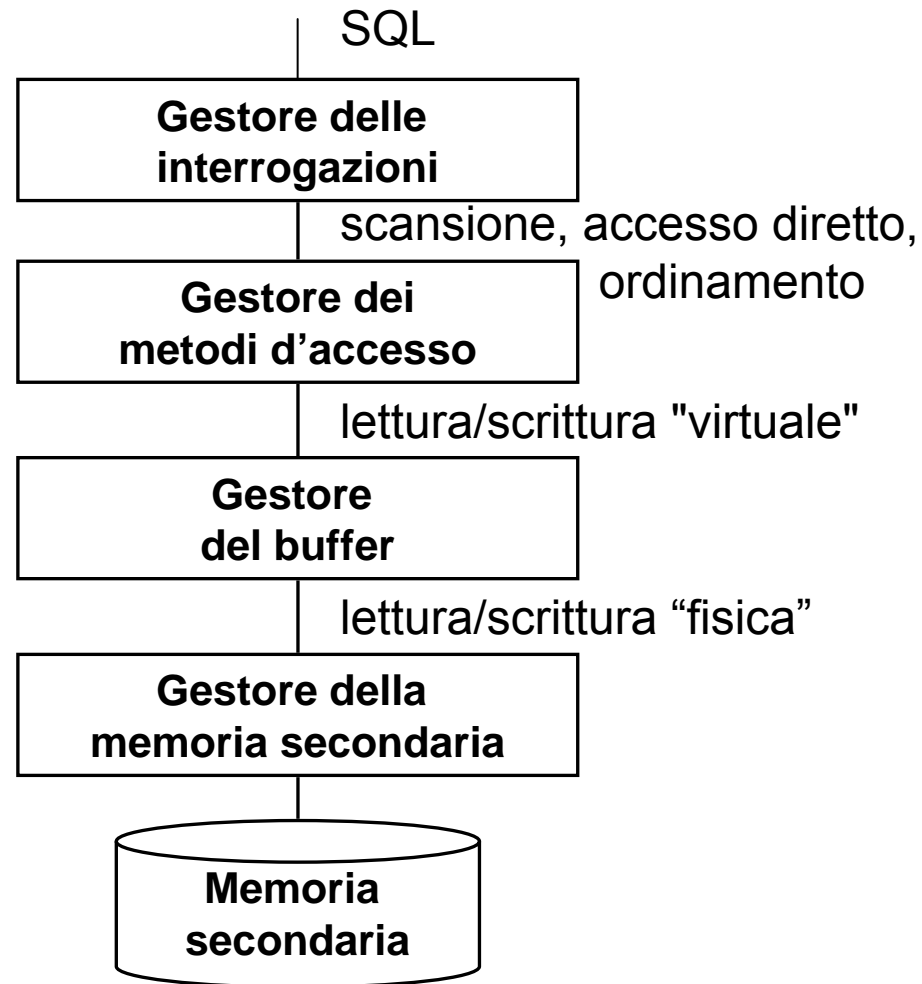 SQL
Gestore delle
interrogazioni
scansione, accesso diretto,
ordinamento
Gestore dei
metodi d’accesso
lettura/scrittura "virtuale"
Gestore
del buffer
lettura/scrittura “fisica”
Gestore della
memoria secondaria
Memoria
secondaria